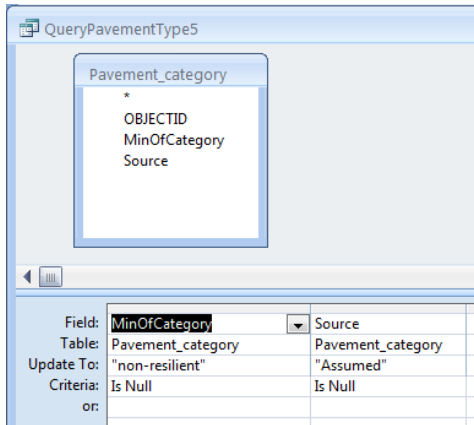 QueryPavementType5
Pavement_category
*
OBJECTID
MinOfCategory
Source
Field: MinOfCategory Source
Table: Pavement_category Pavement_category
Update To: "non-resilient" "Assumed"
Criteria: Is Null Is Null
or: